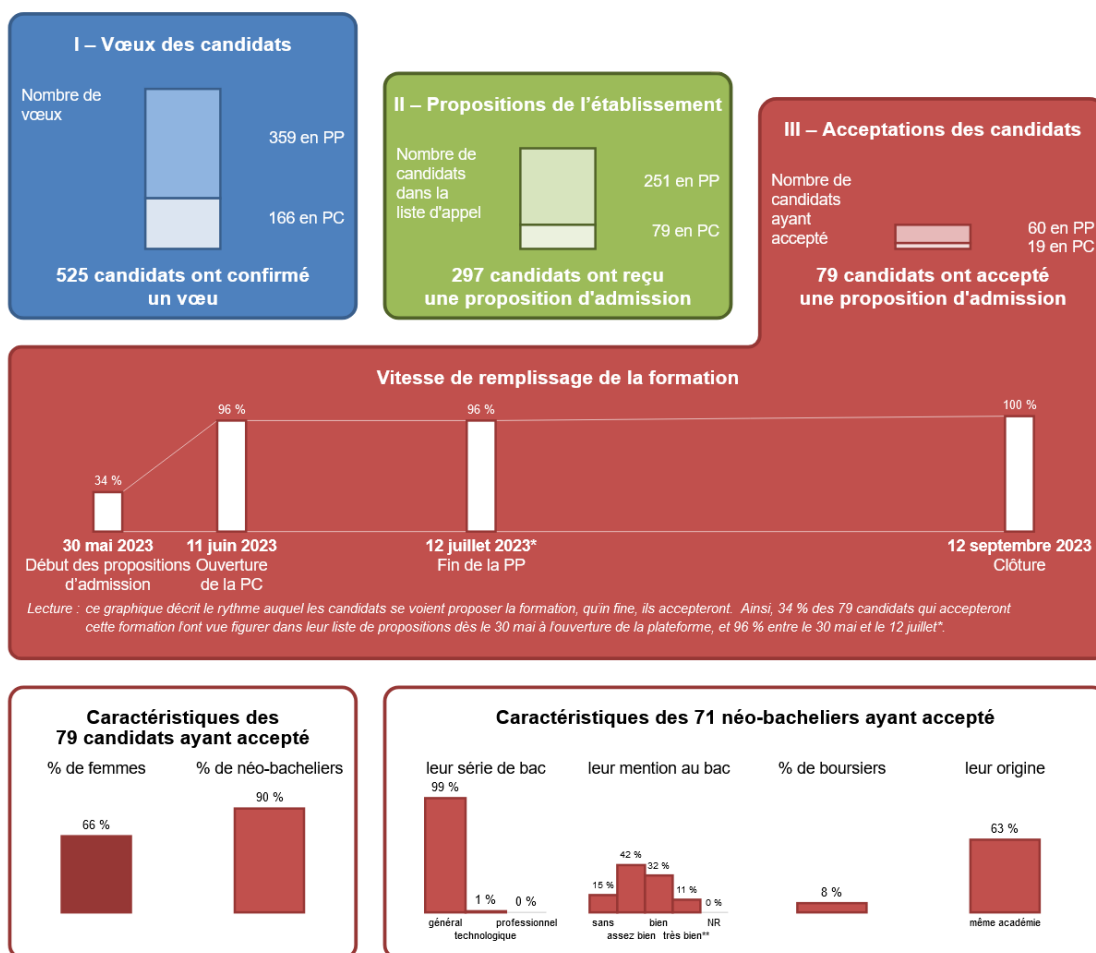 I – Vœux des candidats
Nombre de
vœux
359 en PP
166 en PC
525 candidats ont confirmé
un vœu
II – Propositions de l'établissement
Nombre de
candidats
dans la
liste d'appel
251 en PP
79 en PC
297 candidats ont reçu
une proposition d'admission
III – Acceptations des candidats
Nombre de
candidats
ayant
accepté
60 en PP
19 en PC
79 candidats ont accepté
une proposition d'admission
Vitesse de remplissage de la formation
34 %
96 %
96 %
100 %
30 mai 2023
Début des propositions
d'admission
11 juin 2023
Ouverture
de la PC
12 juillet 2023*
Fin de la PP
12 septembre 2023
Clôture
Lecture : ce graphique décrit le rythme auquel les candidats se voient proposer la formation, qu'in fine, ils accepteront. Ainsi, 34 % des 79 candidats qui accepteront
cette formation l'ont vue figurer dans leur liste de propositions dès le 30 mai à l'ouverture de la plateforme, et 96 % entre le 30 mai et le 12 juillet*.
Caractéristiques des
79 candidats ayant accepté
% de femmes
66 %
% de néo-bacheliers
90 %
Caractéristiques des 71 néo-bacheliers ayant accepté
leur série de bac
99 %
1 %
0 %
général
technologique
professionnel
leur mention au bac
15 %
42 %
32 %
11 %
0 %
sans
assez bien
bien
très bien**
NR
% de boursiers
8 %
leur origine
63 %
même académie